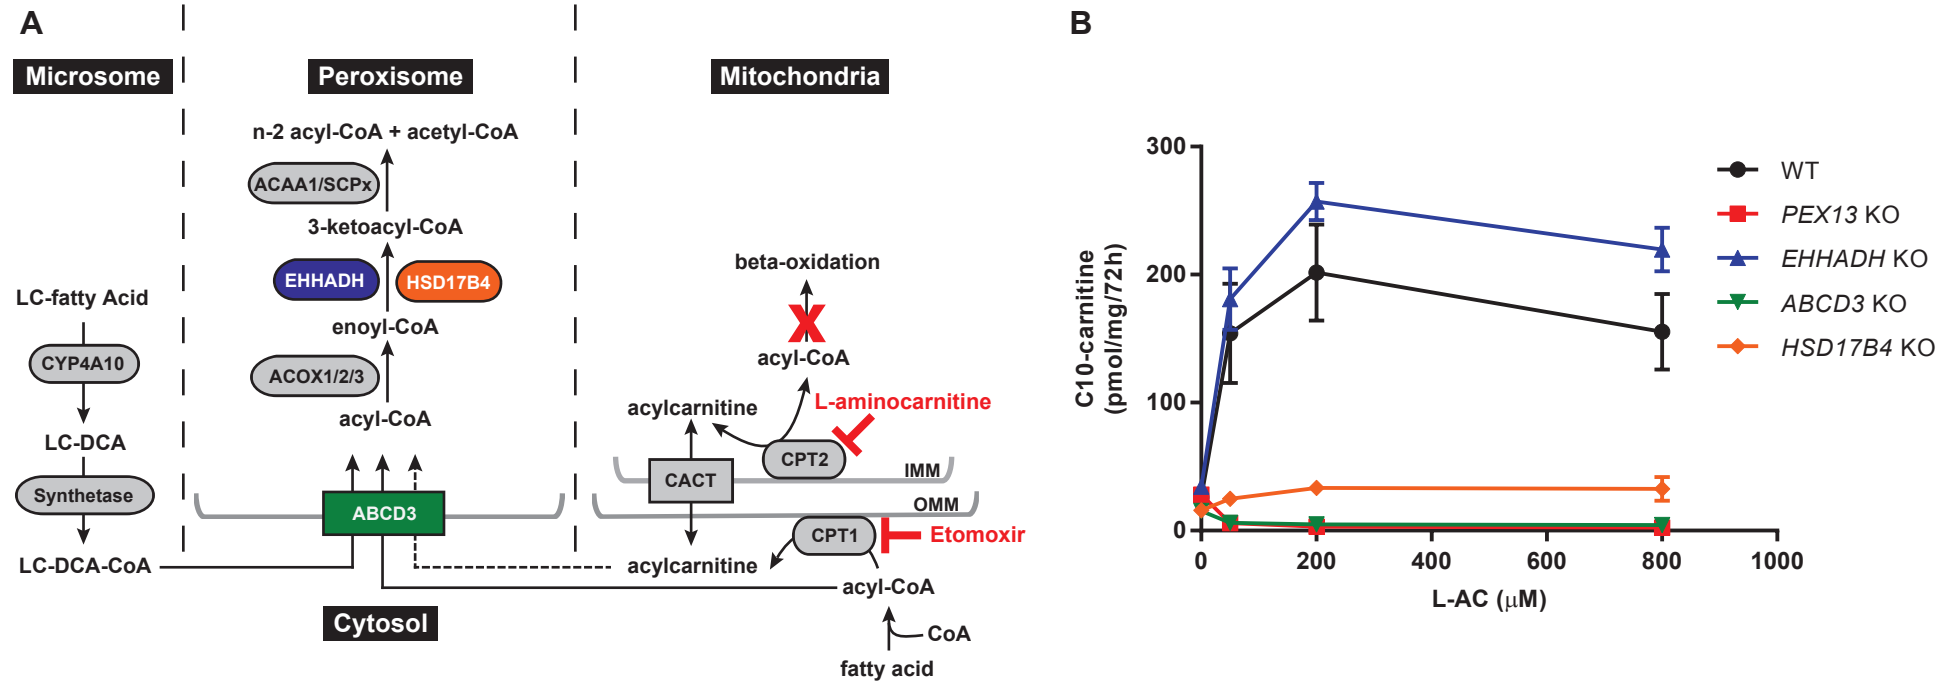 A
Microsome
Peroxisome
Mitochondria
n-2 acyl-CoA + acetyl-CoA
ACAA1/SCPx
3-ketoacyl-CoA
EHHADH
HSD17B4
enoyl-CoA
ACOX1/2/3
acyl-CoA
ABCD3
LC-fatty Acid
CYP4A10
LC-DCA
Synthetase
LC-DCA-CoA
Cytosol
beta-oxidation
X
acyl-CoA
acylcarnitine
L-aminocarnitine
CPT2
CACT
IMM
OMM
CPT1
Etomoxir
acylcarnitine
acyl-CoA
CoA
fatty acid
B
C10-carnitine
(pmol/mg/72h)
300
200
100
0
0 200 400 600 800 1000
L-AC (μM)
WT
PEX13 KO
EHHADH KO
ABCD3 KO
HSD17B4 KO